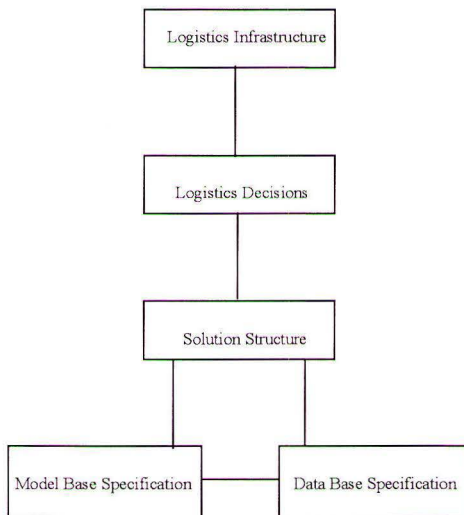 Logistics Infrastructure
Logistics Decisions
Solution Structure
Model Base Specification
Data Base Specification